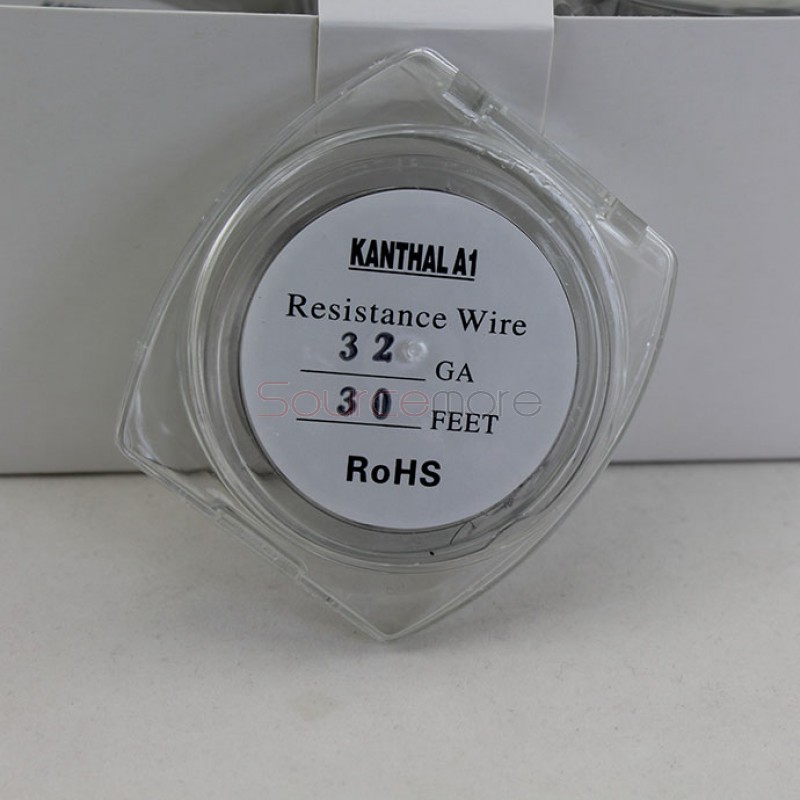 KANTHAL A1
Resistance Wire
32 GA
Sourcemore
30 FEET
RoHS